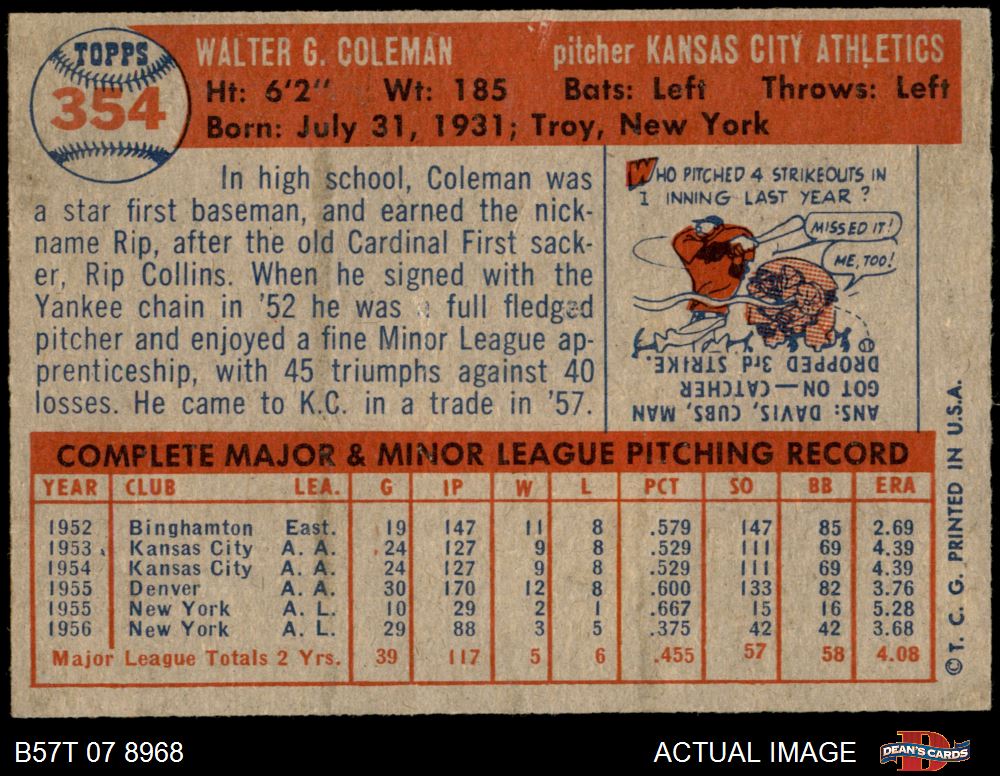 TOPPS
354
WALTER G. COLEMAN pitcher KANSAS CITY ATHLETICS
Ht: 6'2" Wt: 185 Bats: Left Throws: Left
Born: July 31, 1931; Troy, New York
In high school, Coleman was
a star first baseman, and earned the nick-
name Rip, after the old Cardinal First sack-
er, Rip Collins. When he signed with the
Yankee chain in '52 he was a full fledged
pitcher and enjoyed a fine Minor League ap-
prenticeship, with 45 triumphs against 40
losses. He came to K.C. in a trade in '57.
WHO PITCHED 4 STRIKEOUTS IN
1 INNING LAST YEAR?
MISSED IT!
ME, TOO!
ANS: DAVIS, CUBS, MAN
GOT ON—CATCHER
DROPPED 3rd STRIKE.
COMPLETE MAJOR & MINOR LEAGUE PITCHING RECORD
YEAR CLUB LEA. G IP W L PCT SO BB ERA
1952 Binghamton East. 19 147 11 8 .579 147 85 2.69
1953 Kansas City A. A. 24 127 9 8 .529 111 69 4.39
1954 Kansas City A. A. 24 127 9 8 .529 111 69 4.39
1955 Denver A. A. 30 170 12 8 .600 133 82 3.76
1955 New York A. L. 10 29 2 1 .667 15 16 5.28
1956 New York A. L. 29 88 3 5 .375 42 42 3.68
Major League Totals 2 Yrs. 39 117 5 6 .455 57 58 4.08
© T. C. G. PRINTED IN U.S.A.
B57T 07 8968
ACTUAL IMAGE
D
DEAN'S CARDS